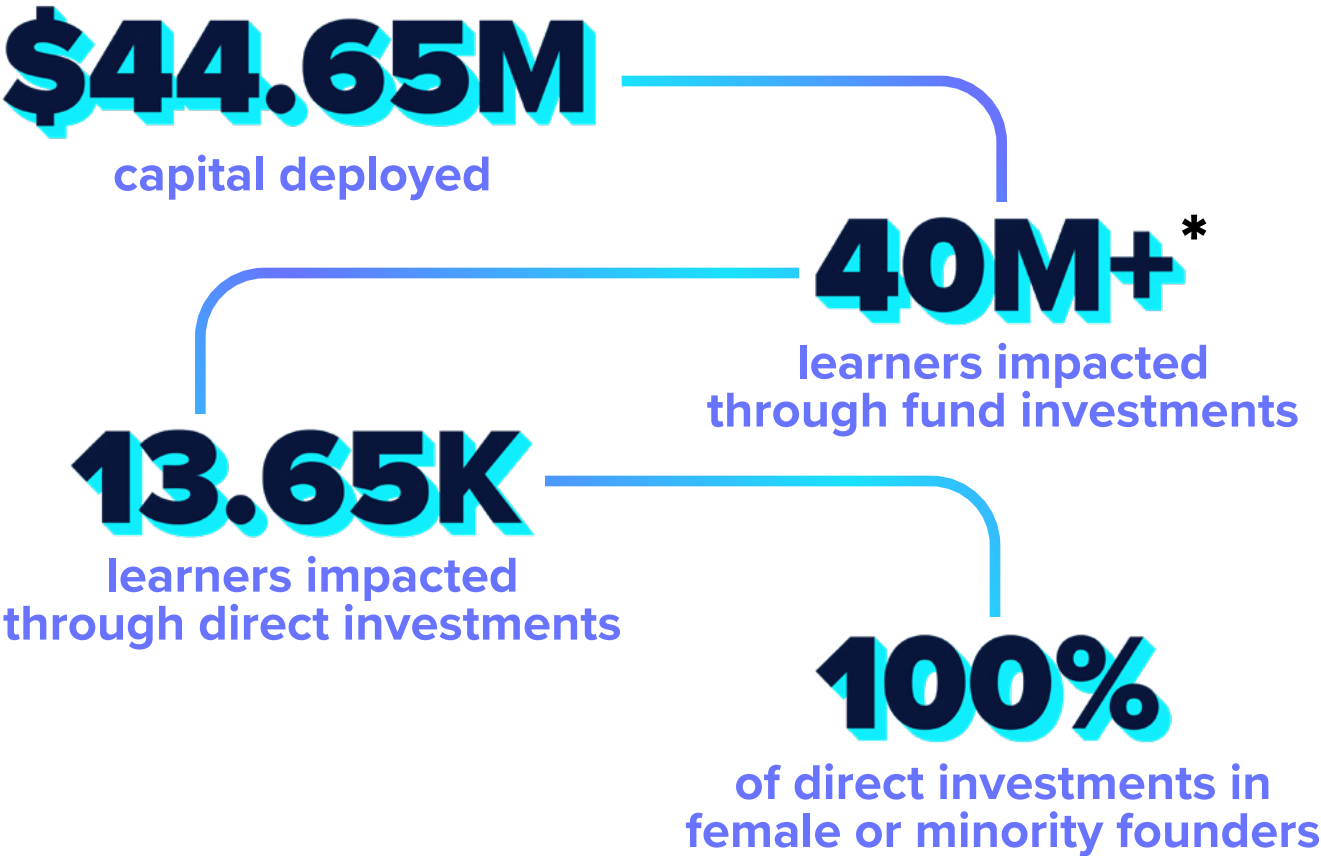 $44.65M
capital deployed
40M+*
learners impacted
through fund investments
13.65K
learners impacted
through direct investments
100%
of direct investments in
female or minority founders